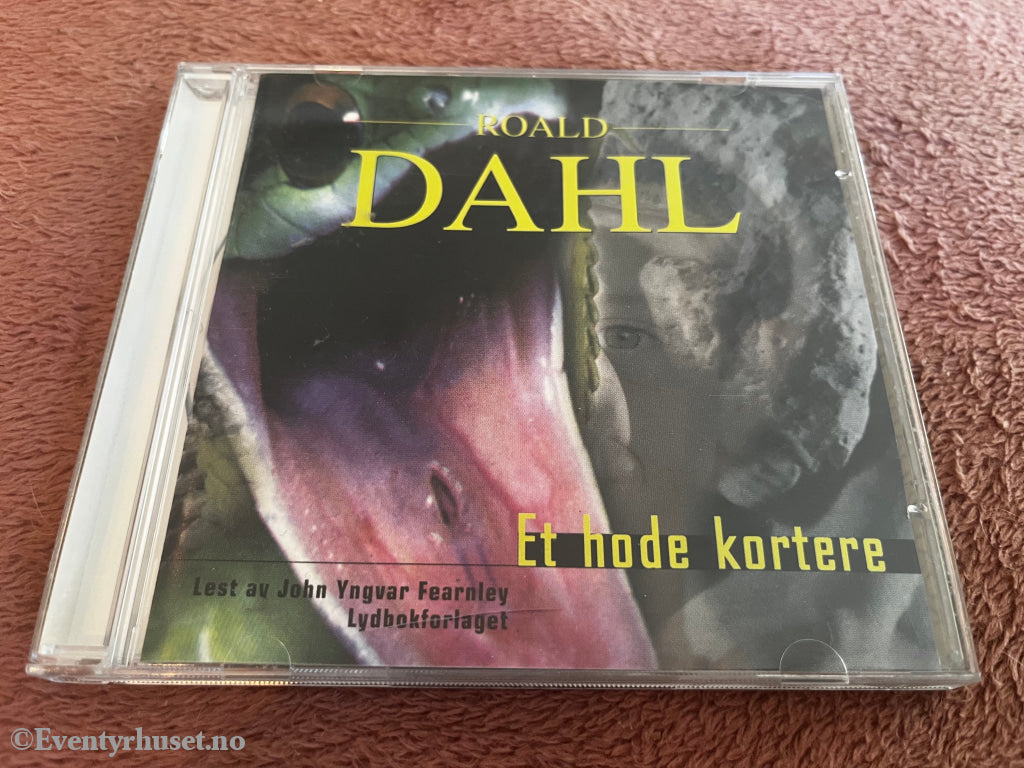 ROALD
DAHL
Et hode kortere
Lest av John Yngvar Fearnley
Lydbokforlaget
©Eventyrhuset.no